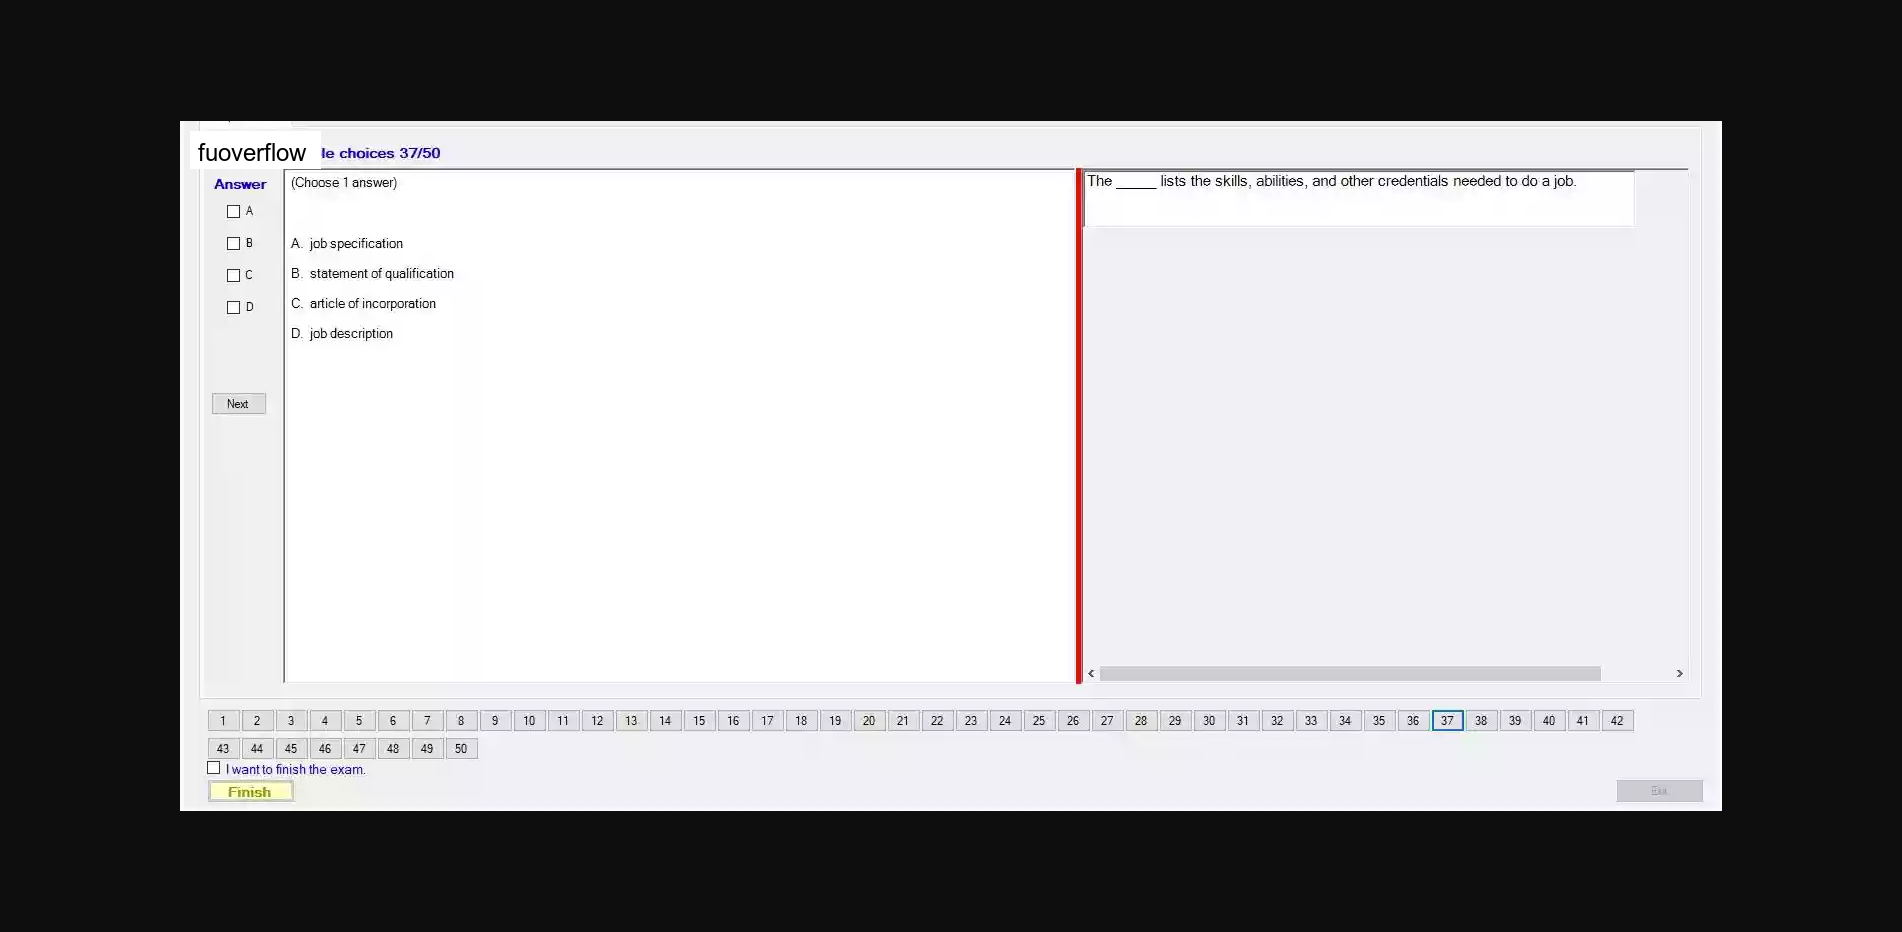 fuoverflow
le choices 37/50
Answer
(Choose 1 answer)
The _____ lists the skills, abilities, and other credentials needed to do a job.
A
B
C
D
A. job specification
B. statement of qualification
C. article of incorporation
D. job description
Next
1 2 3 4 5 6 7 8 9 10 11 12 13 14 15 16 17 18 19 20 21 22 23 24 25 26 27 28 29 30 31 32 33 34 35 36 37 38 39 40 41 42
43 44 45 46 47 48 49 50
I want to finish the exam.
Finish
Exit